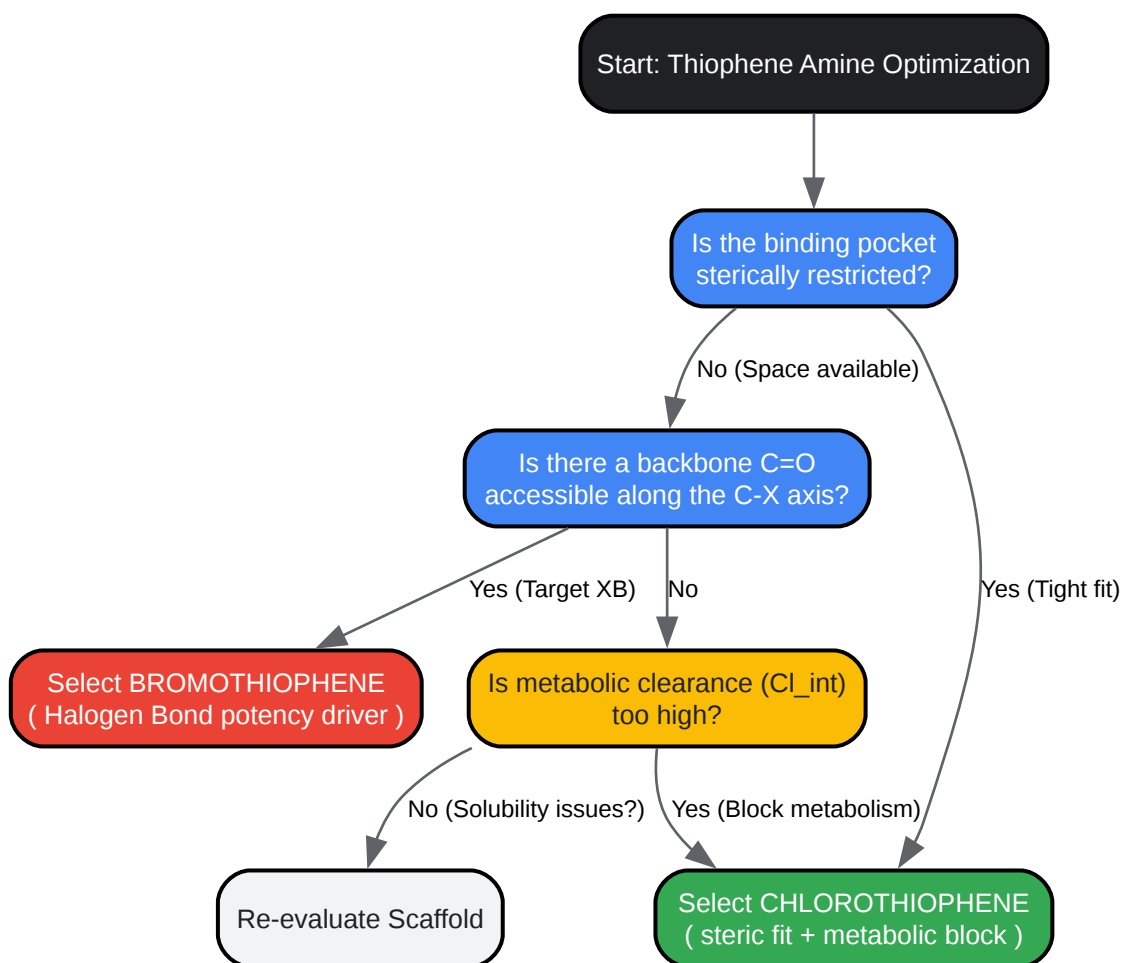 Start: Thiophene Amine Optimization
Is the binding pocket
sterically restricted?
No (Space available)
Is there a backbone C=O
accessible along the C-X axis?
Yes (Target XB)
No
Yes (Tight fit)
Select BROMOTHIOPHENE
( Halogen Bond potency driver )
Is metabolic clearance (Cl_int)
too high?
No (Solubility issues?)
Yes (Block metabolism)
Re-evaluate Scaffold
Select CHLOROTHIOPHENE
( steric fit + metabolic block )